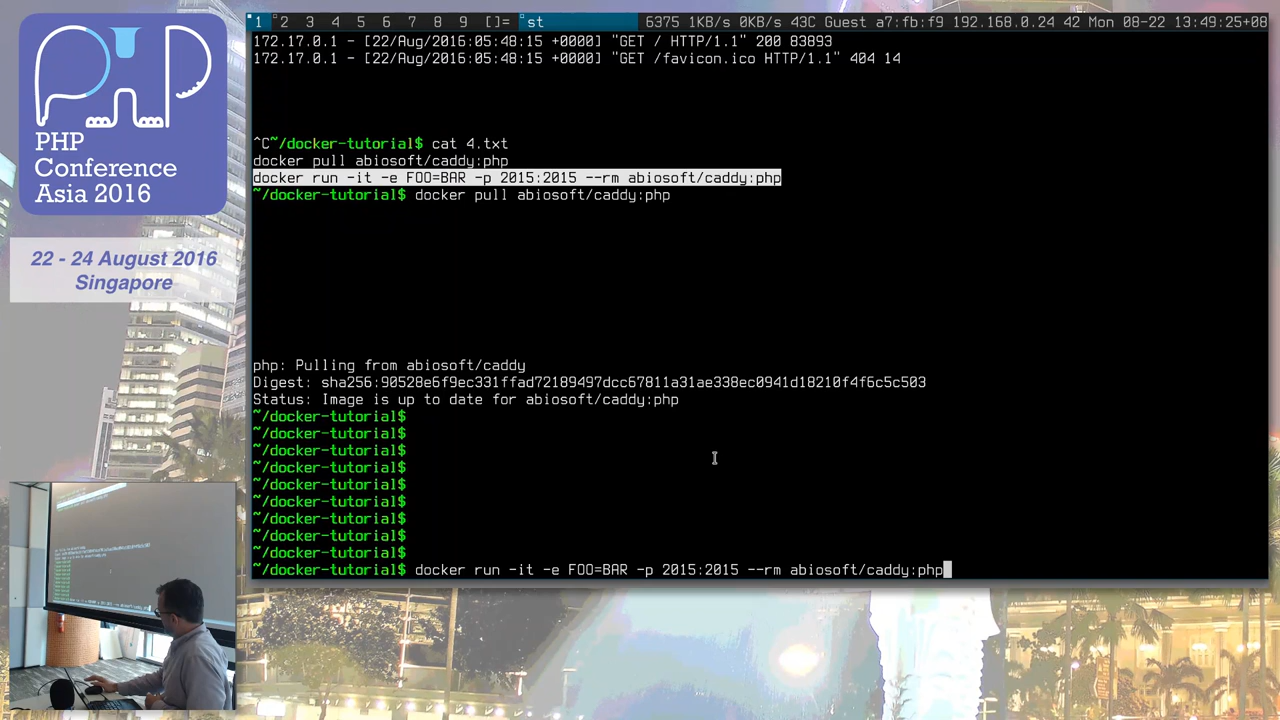 PHP
Conference
Asia 2016
22 - 24 August 2016
Singapore
1 2 3 4 5 6 7 8 9 []= st 6375 1KB/s 0KB/s 43C Guest a7:fb:f9 192.168.0.24 42 Mon 08-22 13:49:25+08
172.17.0.1 - [22/Aug/2016:05:48:15 +0000] "GET / HTTP/1.1" 200 83893
172.17.0.1 - [22/Aug/2016:05:48:15 +0000] "GET /favicon.ico HTTP/1.1" 404 14
^C~/docker-tutorial$ cat 4.txt
docker pull abiosoft/caddy:php
docker run -it -e FOO=BAR -p 2015:2015 --rm abiosoft/caddy:php
~/docker-tutorial$ docker pull abiosoft/caddy:php
php: Pulling from abiosoft/caddy
Digest: sha256:90528e6f9ec331ffad72189497dcc67811a31ae338ec0941d18210f4f6c5c503
Status: Image is up to date for abiosoft/caddy:php
~/docker-tutorial$
~/docker-tutorial$
~/docker-tutorial$
~/docker-tutorial$
~/docker-tutorial$
~/docker-tutorial$
~/docker-tutorial$
~/docker-tutorial$
~/docker-tutorial$
~/docker-tutorial$ docker run -it -e FOO=BAR -p 2015:2015 --rm abiosoft/caddy:php